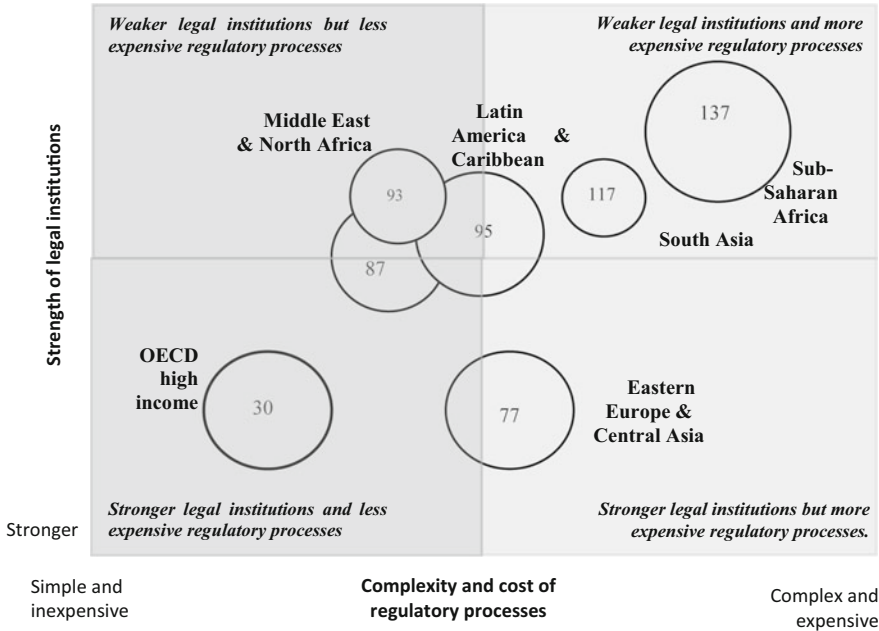 Weaker legal institutions but less
expensive regulatory processes
Weaker legal institutions and more
expensive regulatory processes
Strength of legal institutions
Middle East
& North Africa
Latin
America &
Caribbean
137
93
117
Sub-
Saharan
Africa
95
South Asia
87
OECD
high
income
30
77
Eastern
Europe &
Central Asia
Stronger
Stronger legal institutions and less
expensive regulatory processes
Stronger legal institutions but more
expensive regulatory processes.
Simple and
inexpensive
Complexity and cost of
regulatory processes
Complex and
expensive